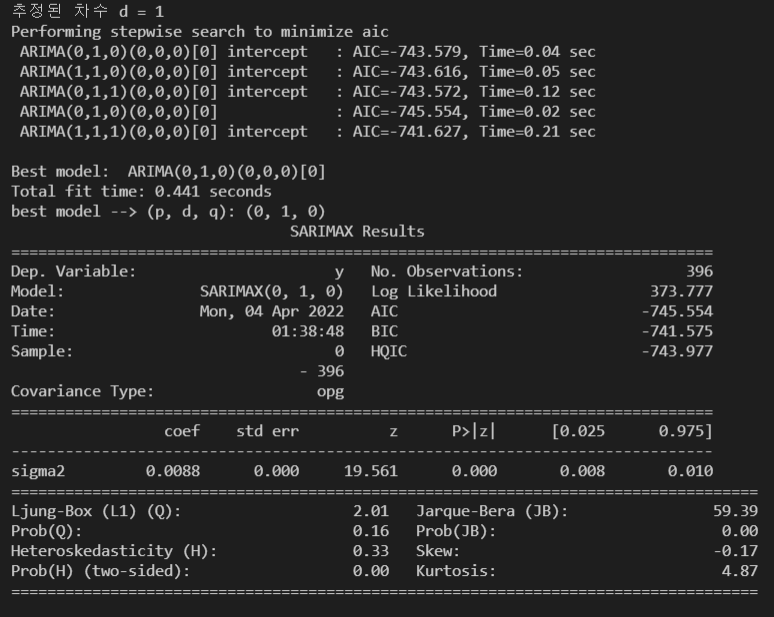 추정된 차수 d = 1
Performing stepwise search to minimize aic
 ARIMA(0,1,0)(0,0,0)[0] intercept   : AIC=-743.579, Time=0.04 sec
 ARIMA(1,1,0)(0,0,0)[0] intercept   : AIC=-743.616, Time=0.05 sec
 ARIMA(0,1,1)(0,0,0)[0] intercept   : AIC=-743.572, Time=0.12 sec
 ARIMA(0,1,0)(0,0,0)[0]             : AIC=-745.554, Time=0.02 sec
 ARIMA(1,1,1)(0,0,0)[0] intercept   : AIC=-741.627, Time=0.21 sec

Best model:  ARIMA(0,1,0)(0,0,0)[0]
Total fit time: 0.441 seconds
best model --> (p, d, q): (0, 1, 0)
                               SARIMAX Results
==============================================================================
Dep. Variable:                      y   No. Observations:                  396
Model:               SARIMAX(0, 1, 0)   Log Likelihood                 373.777
Date:                Mon, 04 Apr 2022   AIC                           -745.554
Time:                        01:38:48   BIC                           -741.575
Sample:                             0   HQIC                          -743.977
                                - 396
Covariance Type:                  opg
==============================================================================
                 coef    std err          z      P>|z|      [0.025      0.975]
------------------------------------------------------------------------------
sigma2         0.0088      0.000     19.561      0.000       0.008       0.010
===================================================================================
Ljung-Box (L1) (Q):                   2.01   Jarque-Bera (JB):                59.39
Prob(Q):                              0.16   Prob(JB):                         0.00
Heteroskedasticity (H):               0.33   Skew:                            -0.17
Prob(H) (two-sided):                  0.00   Kurtosis:                         4.87
===================================================================================